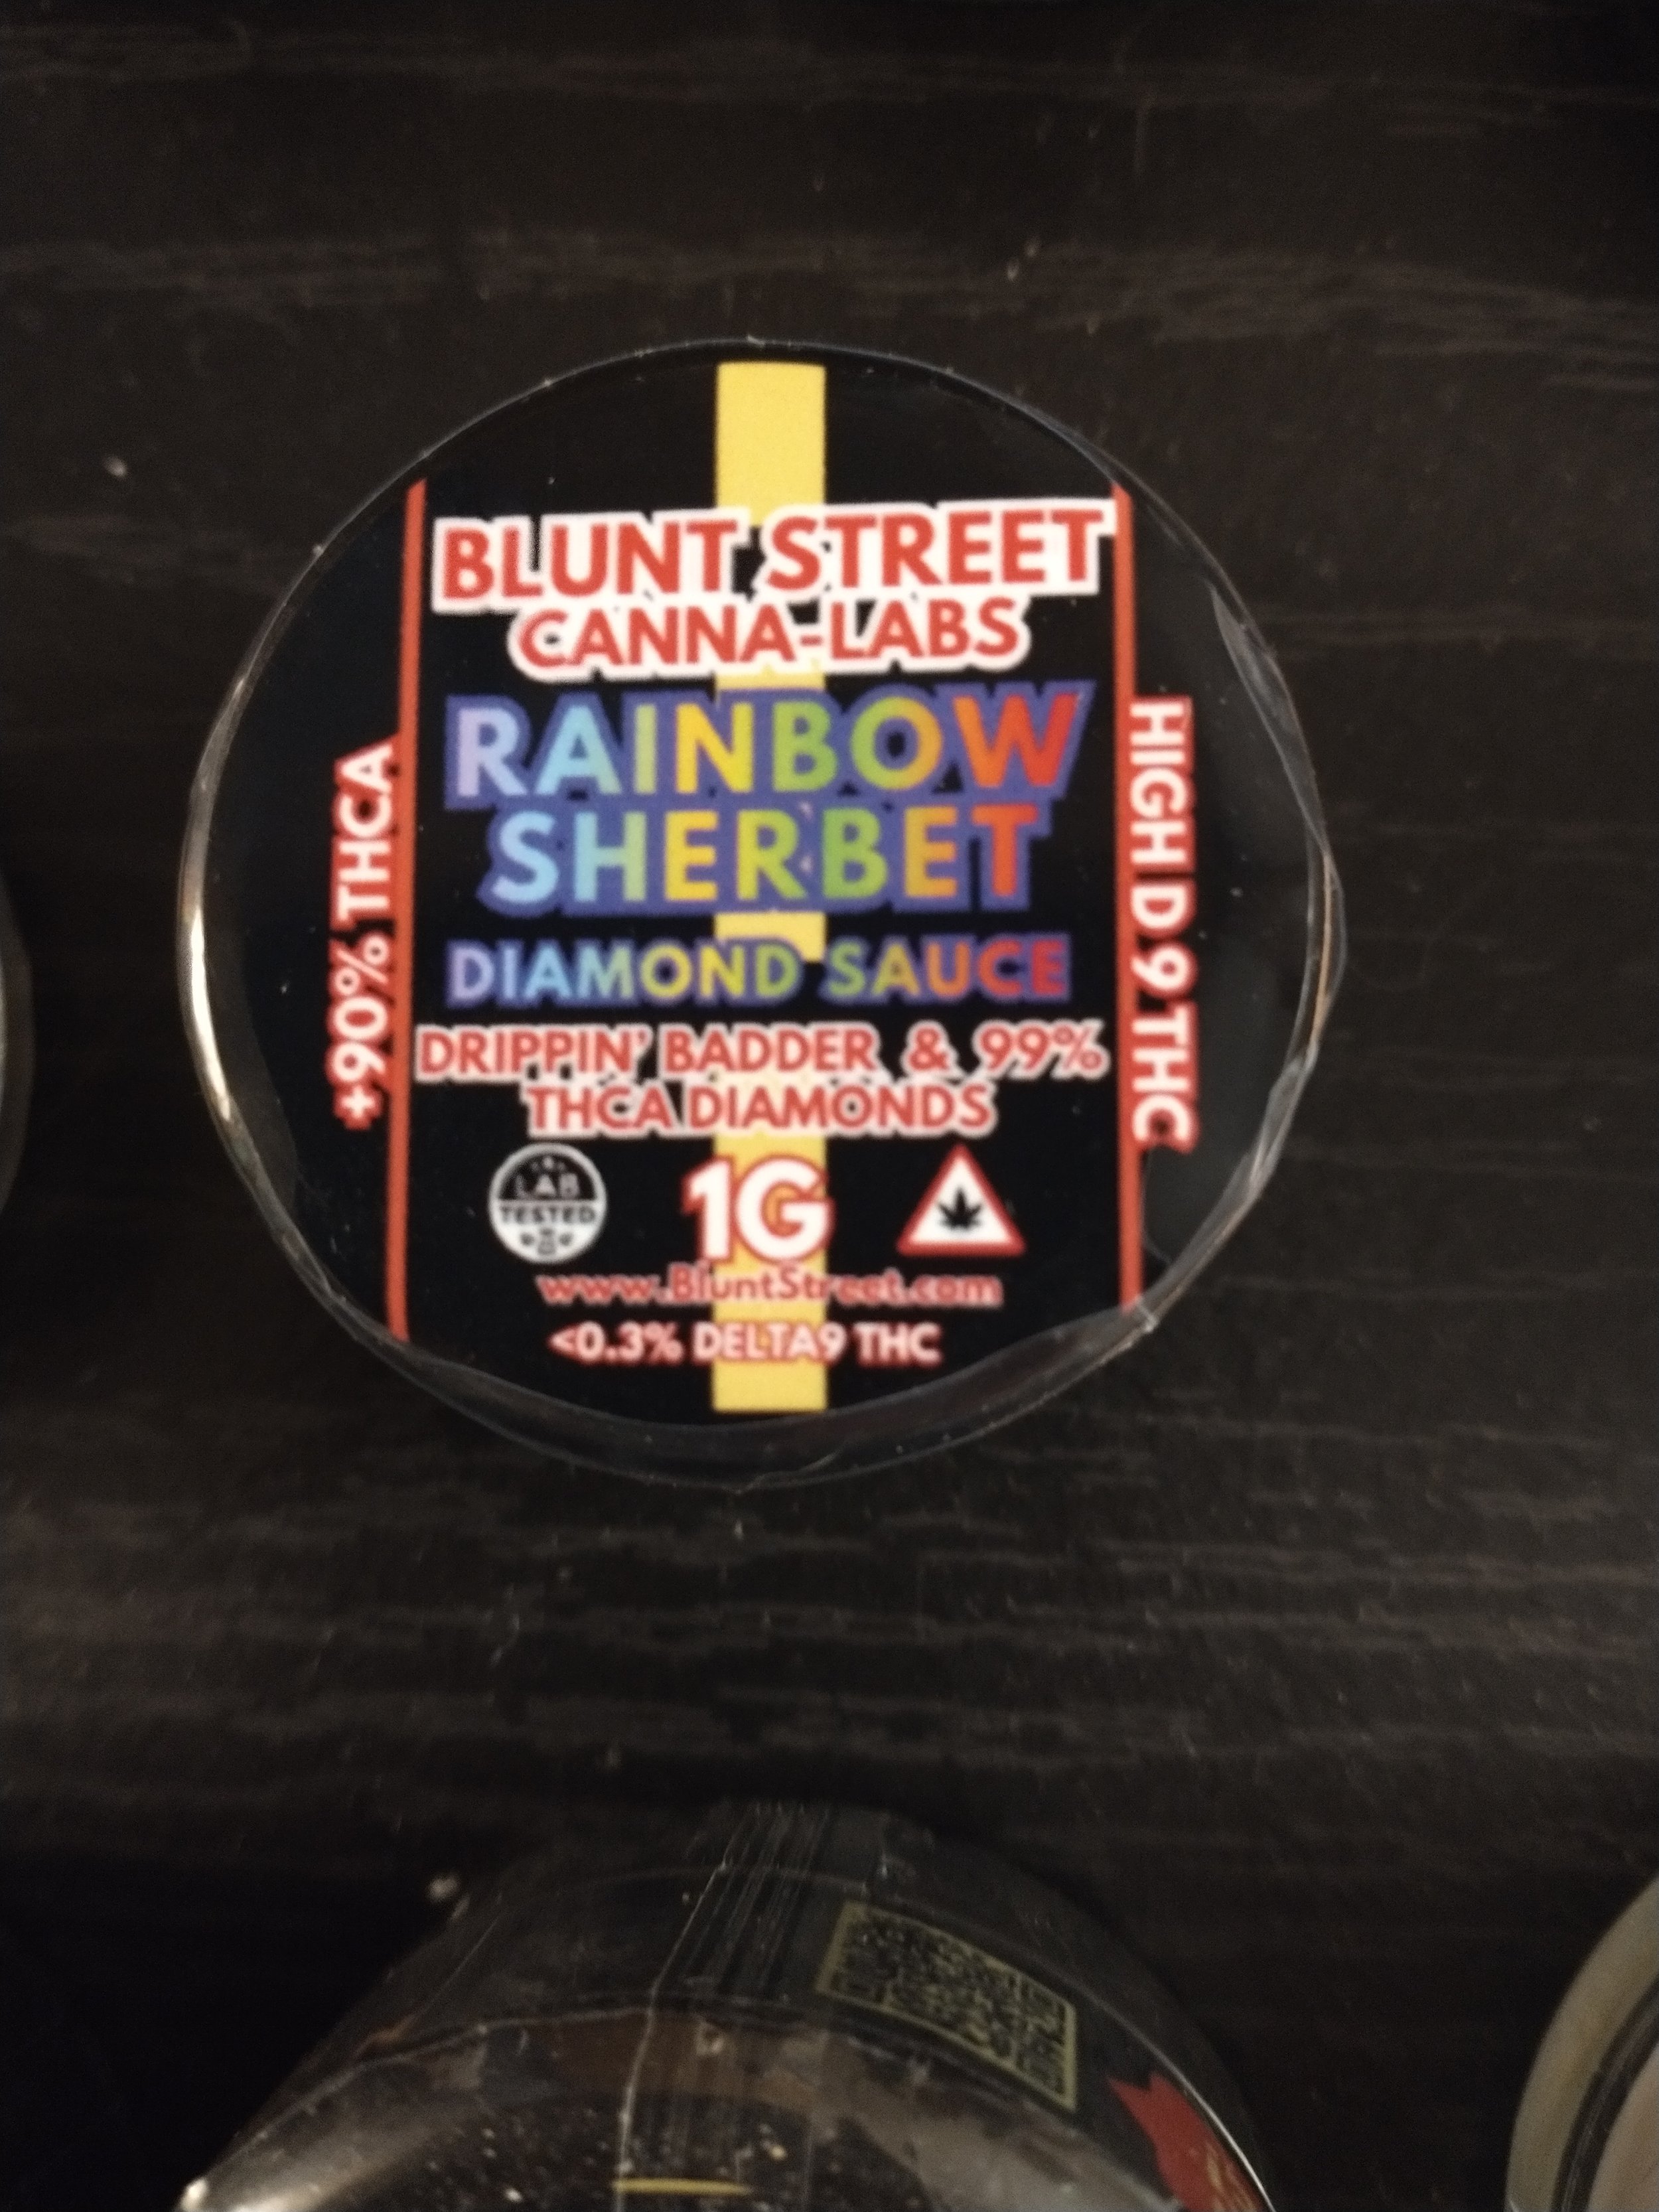 BLUNT STREET
CANNA-LABS
RAINBOW
SHERBET
DIAMOND SAUCE
DRIPPIN' BADDER & 99%
THCA DIAMONDS
LAB
TESTED
1G
www.BluntStreet.com
<0.3% DELTA9 THC
+90% THCA
HIGH D9 THC